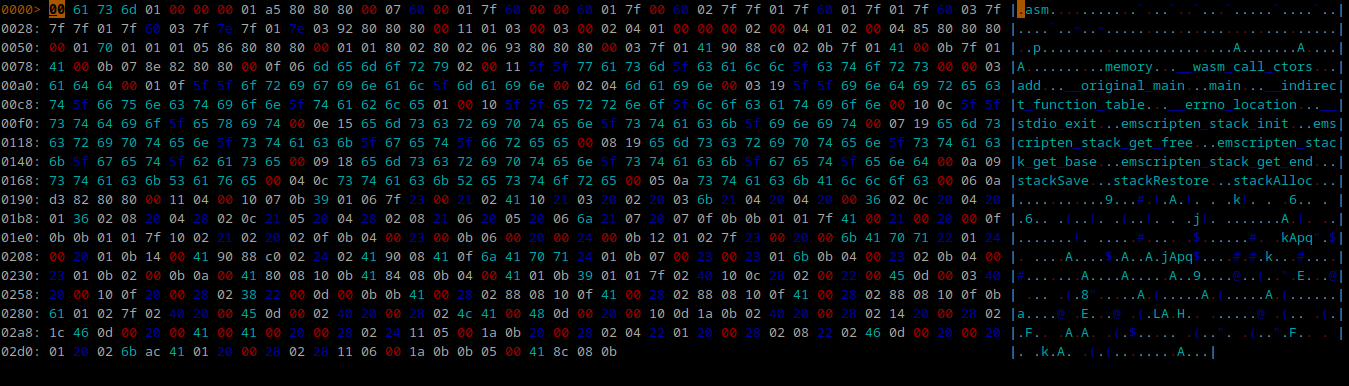 0000> 00 61 73 6d 01 00 00 00 01 a5 80 80 80 00 07 60 00 01 7f 60 00 00 60 01 7f 00 60 02 7f 7f 01 7f 60 01 7f 01 7f 60 03 7f |.asm...........`...`..`...`.....`....`..|
0028: 7f 7f 01 7f 60 03 7f 7e 7f 01 7e 03 92 80 80 80 00 11 01 03 00 03 00 02 04 01 00 00 00 02 00 04 01 02 00 04 85 80 80 80 |....`..~..~.............................|
0050: 00 01 70 01 01 01 05 86 80 80 80 00 01 01 80 02 80 02 06 93 80 80 80 00 03 7f 01 41 90 88 c0 02 0b 7f 01 41 00 0b 7f 01 |..p........................A.......A....|
0078: 41 00 0b 07 8e 82 80 80 00 0f 06 6d 65 6d 6f 72 79 02 00 11 5f 5f 77 61 73 6d 5f 63 61 6c 6c 5f 63 74 6f 72 73 00 00 03 |A..........memory...__wasm_call_ctors...|
00a0: 61 64 64 00 01 0f 5f 5f 6f 72 69 67 69 6e 61 6c 5f 6d 61 69 6e 00 02 04 6d 61 69 6e 00 03 19 5f 5f 69 6e 64 69 72 65 63 |add...__original_main...main...__indirec|
00c8: 74 5f 66 75 6e 63 74 69 6f 6e 5f 74 61 62 6c 65 01 00 10 5f 5f 65 72 72 6e 6f 5f 6c 6f 63 61 74 69 6f 6e 00 10 0c 5f 5f |t_function_table...__errno_location...__|
00f0: 73 74 64 69 6f 5f 65 78 69 74 00 0e 15 65 6d 73 63 72 69 70 74 65 6e 5f 73 74 61 63 6b 5f 69 6e 69 74 00 07 19 65 6d 73 |stdio_exit...emscripten_stack_init...ems|
0118: 63 72 69 70 74 65 6e 5f 73 74 61 63 6b 5f 67 65 74 5f 66 72 65 65 00 08 19 65 6d 73 63 72 69 70 74 65 6e 5f 73 74 61 63 |cripten_stack_get_free...emscripten_stac|
0140: 6b 5f 67 65 74 5f 62 61 73 65 00 09 18 65 6d 73 63 72 69 70 74 65 6e 5f 73 74 61 63 6b 5f 67 65 74 5f 65 6e 64 00 0a 09 |k_get_base...emscripten_stack_get_end...|
0168: 73 74 61 63 6b 53 61 76 65 00 04 0c 73 74 61 63 6b 52 65 73 74 6f 72 65 00 05 0a 73 74 61 63 6b 41 6c 6c 6f 63 00 06 0a |stackSave...stackRestore...stackAlloc...|
0190: d3 82 80 80 00 11 04 00 10 07 0b 39 01 06 7f 23 00 21 02 41 10 21 03 20 02 20 03 6b 21 04 20 04 20 00 36 02 0c 20 04 20 |...........9...#.!.A.!. . .k!. . .6.. . |
01b8: 01 36 02 08 20 04 28 02 0c 21 05 20 04 28 02 08 21 06 20 05 20 06 6a 21 07 20 07 0f 0b 0b 01 01 7f 41 00 21 00 20 00 0f |.6.. .(..!. .(..!. . .j!. .......A.!. ..|
01e0: 0b 0b 01 01 7f 10 02 21 02 20 02 0f 0b 04 00 23 00 0b 06 00 20 00 24 00 0b 12 01 02 7f 23 00 20 00 6b 41 70 71 22 01 24 |.......!. .....#.... .$......#. .kApq".$|
0208: 00 20 01 0b 14 00 41 90 88 c0 02 24 02 41 90 08 41 0f 6a 41 70 71 24 01 0b 07 00 23 00 23 01 6b 0b 04 00 23 02 0b 04 00 |. ....A....$.A..A.jApq$....#.#.k...#....|
0230: 23 01 0b 02 00 0b 0a 00 41 80 08 10 0b 41 84 08 0b 04 00 41 01 0b 39 01 01 7f 02 40 10 0c 28 02 00 22 00 45 0d 00 03 40 |#.......A....A.....A..9....@..(..".E...@|
0258: 20 00 10 0f 20 00 28 02 38 22 00 0d 00 0b 0b 41 00 28 02 88 08 10 0f 41 00 28 02 88 08 10 0f 41 00 28 02 88 08 10 0f 0b | ... .(.8".....A.(.....A.(.....A.(......|
0280: 61 01 02 7f 02 40 20 00 45 0d 00 02 40 20 00 28 02 4c 41 00 48 0d 00 20 00 10 0d 1a 0b 02 40 20 00 28 02 14 20 00 28 02 |a....@ .E...@ .(.LA.H.. ......@ .(.. .(.|
02a8: 1c 46 0d 00 20 00 41 00 41 00 20 00 28 02 24 11 05 00 1a 0b 20 00 28 02 04 22 01 20 00 28 02 08 22 02 46 0d 00 20 00 20 |.F.. .A.A. .(.$..... .(..". .(..".F.. . |
02d0: 01 20 02 6b ac 41 01 20 00 28 02 28 11 06 00 1a 0b 0b 05 00 41 8c 08 0b |. .k.A. .(.(........A...|